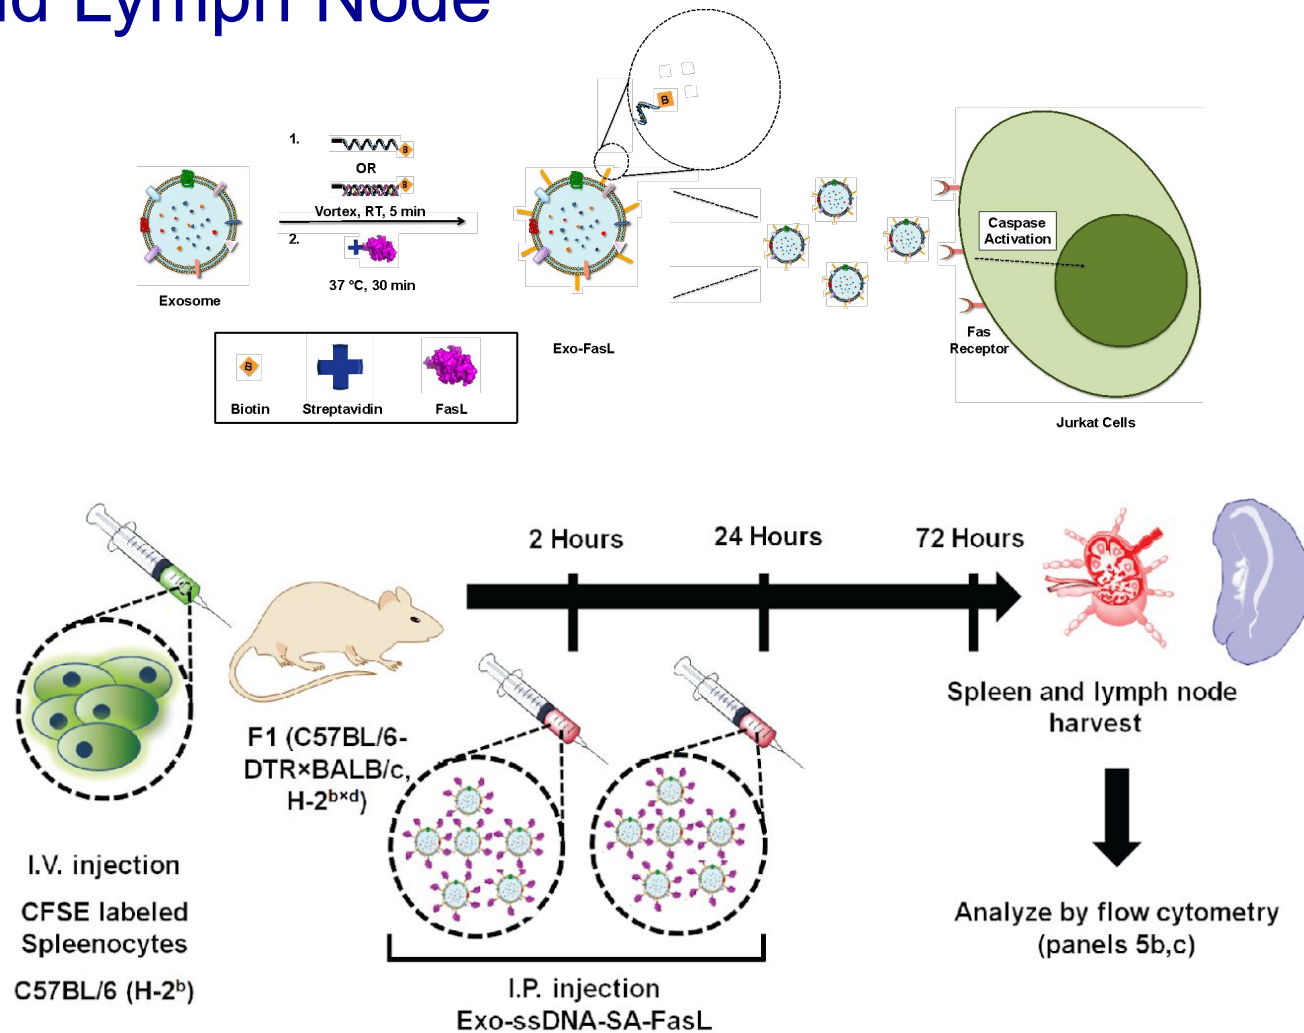 nd Lymph Node
1.
B
OR
B
Vortex, RT, 5 min
2.
37 °C, 30 min
Exosome
B
Exo-FasL
Caspase
Activation
Fas
Receptor
Jurkat Cells
B
Biotin
Streptavidin
FasL
2 Hours
24 Hours
72 Hours
F1 (C57BL/6-
DTR×BALB/c,
H-2ᵇˣᵈ)
I.V. injection
CFSE labeled
Spleenocytes
C57BL/6 (H-2ᵇ)
I.P. injection
Exo-ssDNA-SA-FasL
Spleen and lymph node
harvest
Analyze by flow cytometry
(panels 5b,c)